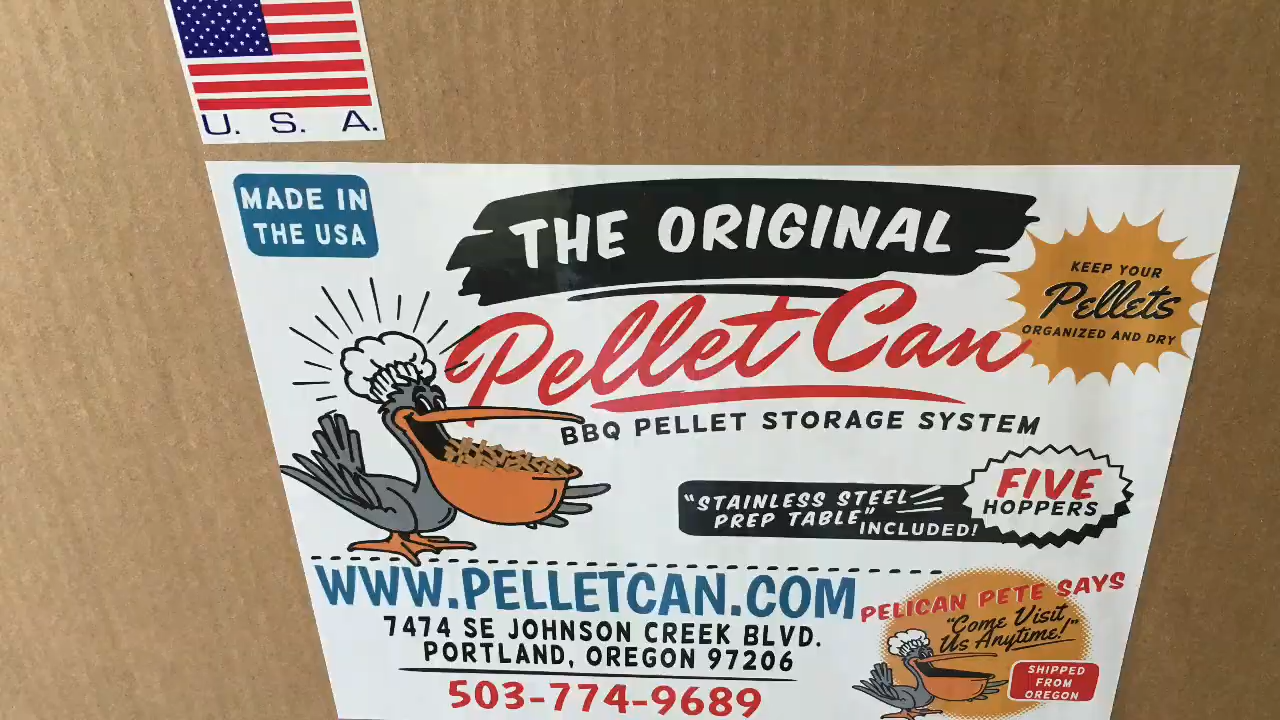 U. S. A.
MADE IN
THE USA
THE ORIGINAL
Pellet Can
BBQ PELLET STORAGE SYSTEM
KEEP YOUR
Pellets
ORGANIZED AND DRY
"STAINLESS STEEL
PREP TABLE" INCLUDED!
FIVE
HOPPERS
WWW.PELLETCAN.COM
7474 SE JOHNSON CREEK BLVD.
PORTLAND, OREGON 97206
503-774-9689
PELICAN PETE SAYS
"Come Visit
Us Anytime!"
SHIPPED
FROM
OREGON